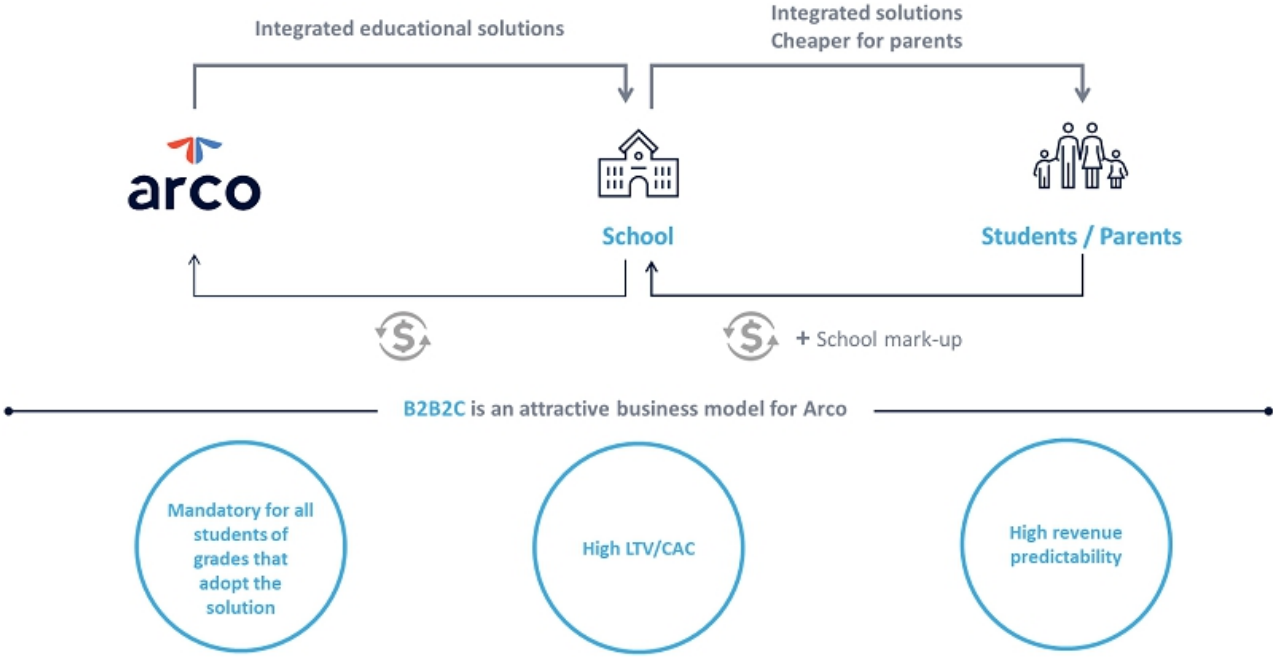 Integrated educational solutions
Integrated solutions
Cheaper for parents
arco
School
Students / Parents
$
$ + School mark-up
B2B2C is an attractive business model for Arco
Mandatory for all
students of
grades that
adopt the
solution
High LTV/CAC
High revenue
predictability